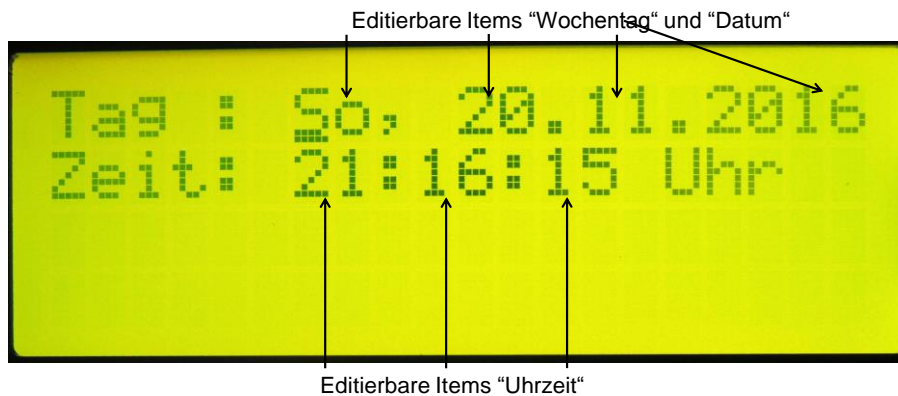 Editierbare Items “Wochentag“ und “Datum“
Tag : So, 20.11.2016
Zeit: 21:16:15 Uhr
Editierbare Items “Uhrzeit“